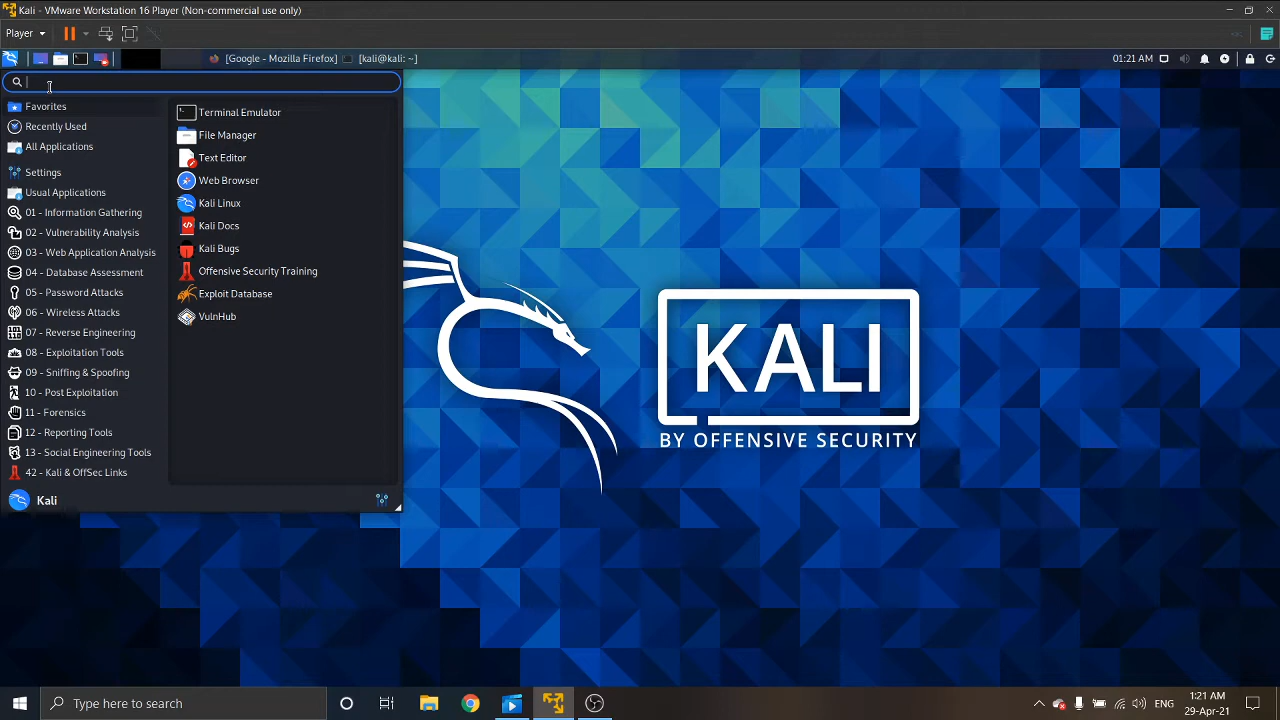 Kali - VMware Workstation 16 Player (Non-commercial use only)
Player
[Google - Mozilla Firefox]
[kali@kali: ~]
01:21 AM
Favorites
Recently Used
All Applications
Settings
Usual Applications
01 - Information Gathering
02 - Vulnerability Analysis
03 - Web Application Analysis
04 - Database Assessment
05 - Password Attacks
06 - Wireless Attacks
07 - Reverse Engineering
08 - Exploitation Tools
09 - Sniffing & Spoofing
10 - Post Exploitation
11 - Forensics
12 - Reporting Tools
13 - Social Engineering Tools
42 - Kali & OffSec Links
Terminal Emulator
File Manager
Text Editor
Web Browser
Kali Linux
Kali Docs
Kali Bugs
Offensive Security Training
Exploit Database
VulnHub
Kali
KALI
BY OFFENSIVE SECURITY
Type here to search
ENG
1:21 AM
29-Apr-21